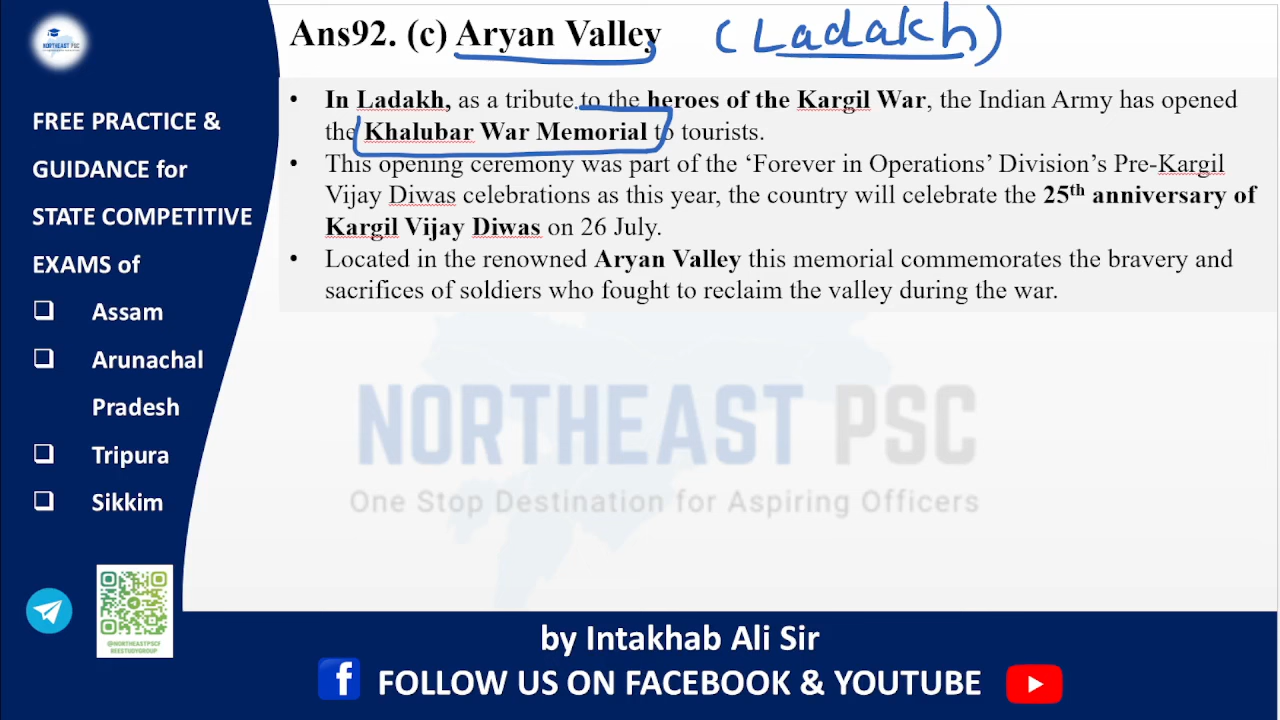 NORTHEAST PSC
Ans92. (c) Aryan Valley (Ladakh)
• In Ladakh, as a tribute to the heroes of the Kargil War, the Indian Army has opened
the Khalubar War Memorial to tourists.
• This opening ceremony was part of the ‘Forever in Operations’ Division’s Pre-Kargil
Vijay Diwas celebrations as this year, the country will celebrate the 25th anniversary of
Kargil Vijay Diwas on 26 July.
• Located in the renowned Aryan Valley this memorial commemorates the bravery and
sacrifices of soldiers who fought to reclaim the valley during the war.
FREE PRACTICE &
GUIDANCE for
STATE COMPETITIVE
EXAMS of
Assam
Arunachal
Pradesh
Tripura
Sikkim
NORTHEAST PSC
One Stop Destination for Aspiring Officers
@NORTHEASTPSCF
REESTUDYGROUP
by Intakhab Ali Sir
FOLLOW US ON FACEBOOK & YOUTUBE